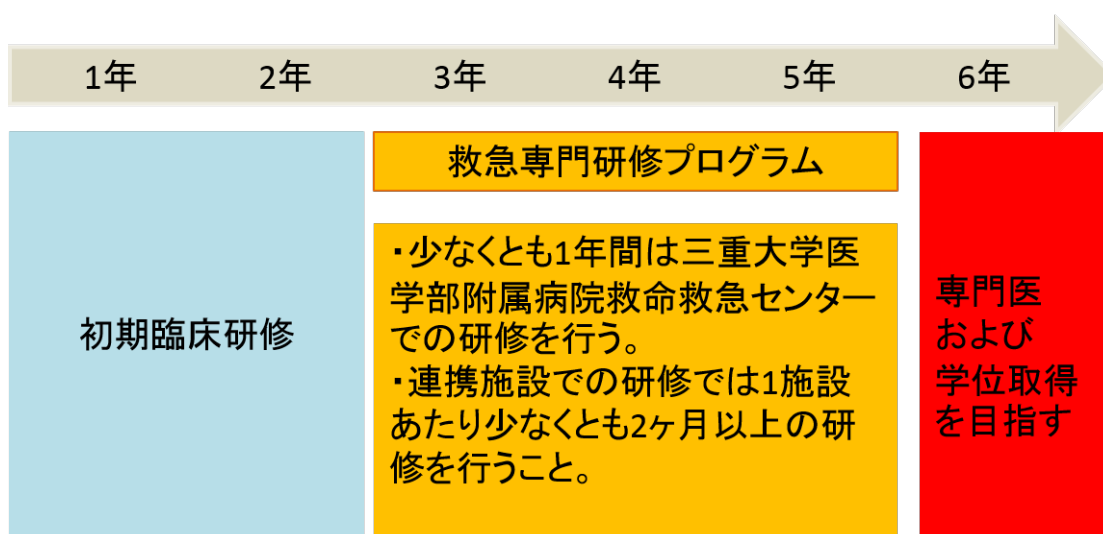 1年 2年 3年 4年 5年 6年
初期臨床研修
救急専門研修プログラム
・少なくとも1年間は三重大学医
学部附属病院救命救急センター
での研修を行う。
・連携施設での研修では1施設
あたり少なくとも2ヶ月以上の研
修を行うこと。
専門医
および
学位取得
を目指す